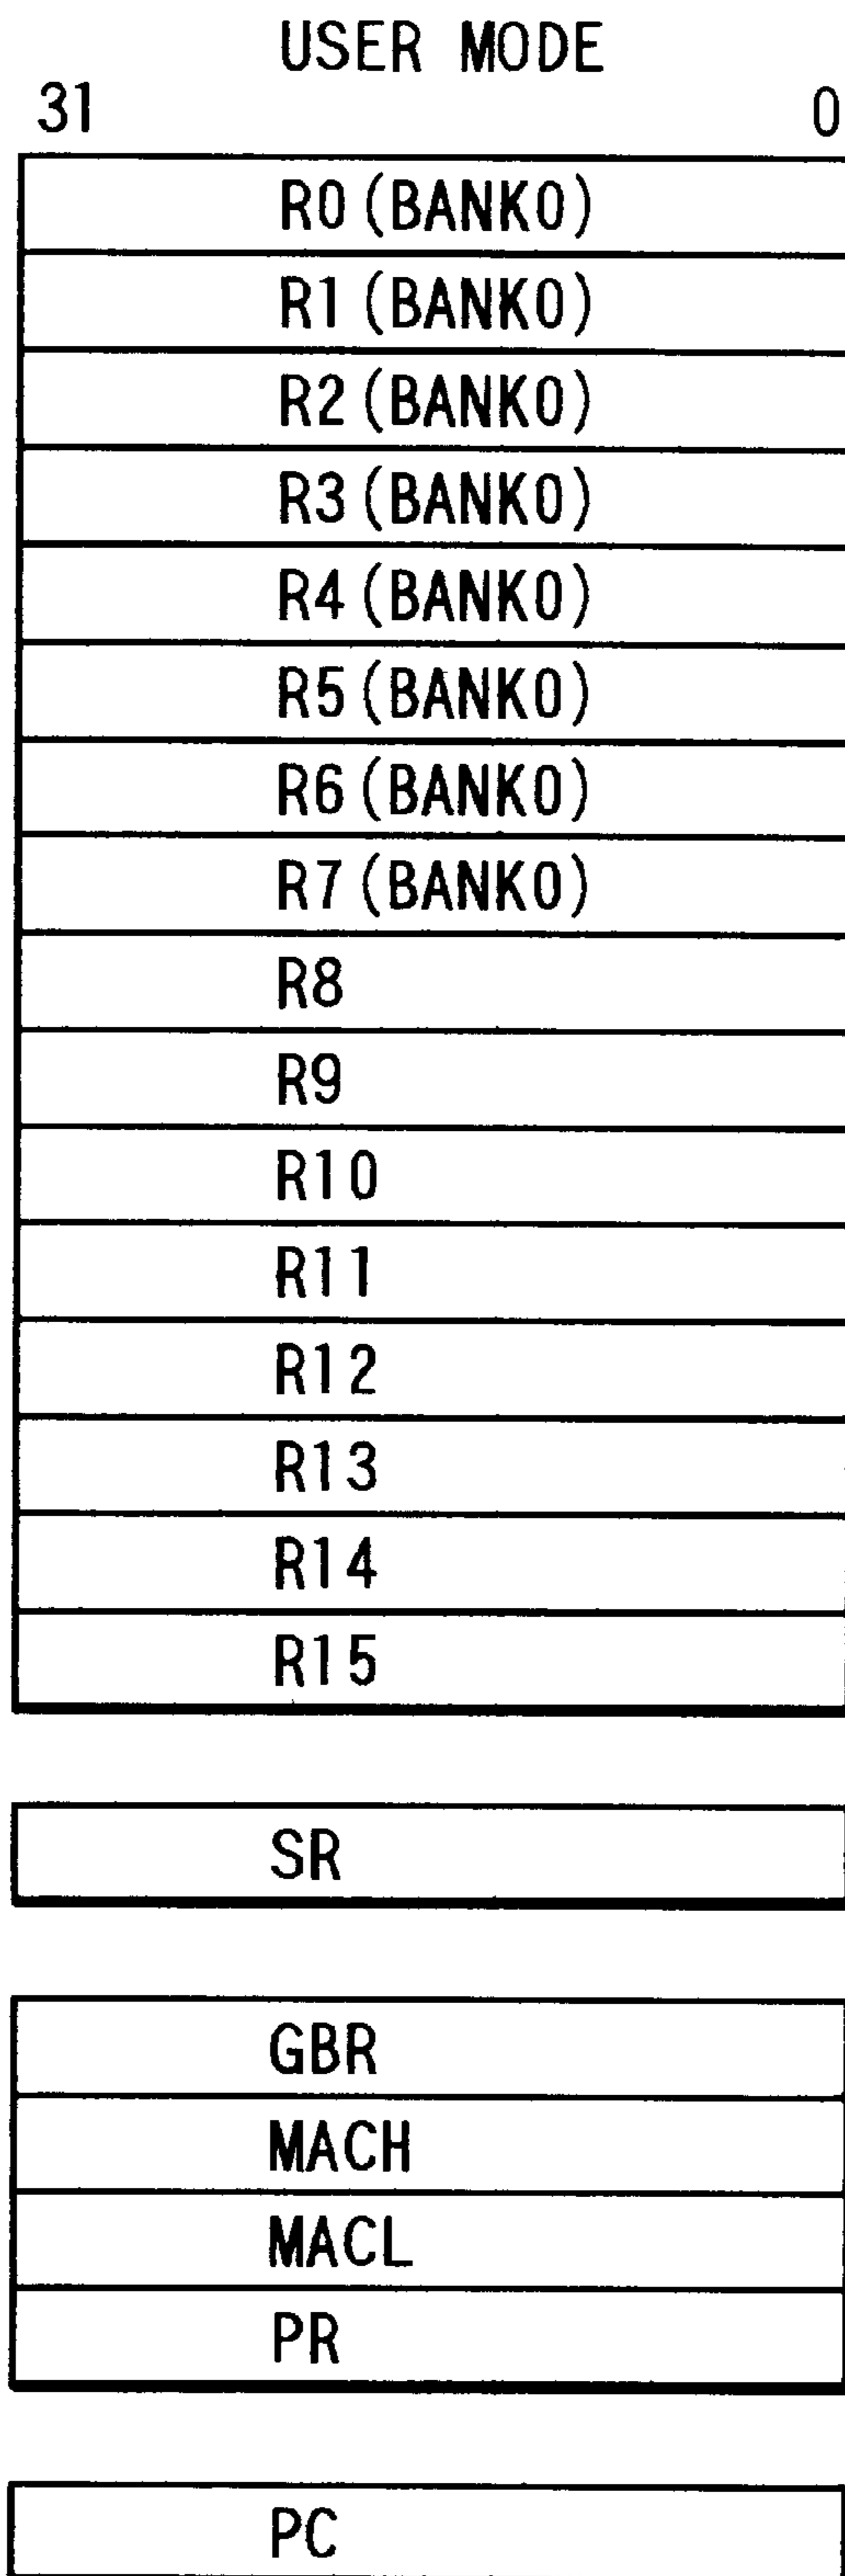 USER MODE
31 0
R0 (BANK0)
R1 (BANK0)
R2 (BANK0)
R3 (BANK0)
R4 (BANK0)
R5 (BANK0)
R6 (BANK0)
R7 (BANK0)
R8
R9
R10
R11
R12
R13
R14
R15
SR
GBR
MACH
MACL
PR
PC